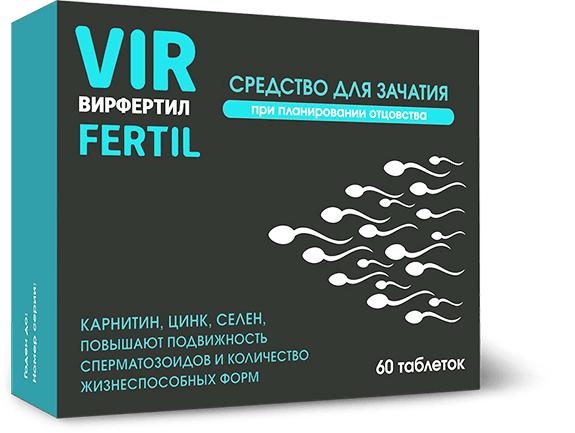 VIR
ВИРФЕРТИЛ
FERTIL
СРЕДСТВО ДЛЯ ЗАЧАТИЯ
при планировании отцовства
КАРНИТИН, ЦИНК, СЕЛЕН,
ПОВЫШАЮТ ПОДВИЖНОСТЬ
СПЕРМАТОЗОИДОВ И КОЛИЧЕСТВО
ЖИЗНЕСПОСОБНЫХ ФОРМ
60 таблеток
Годен до:
Номер серии: